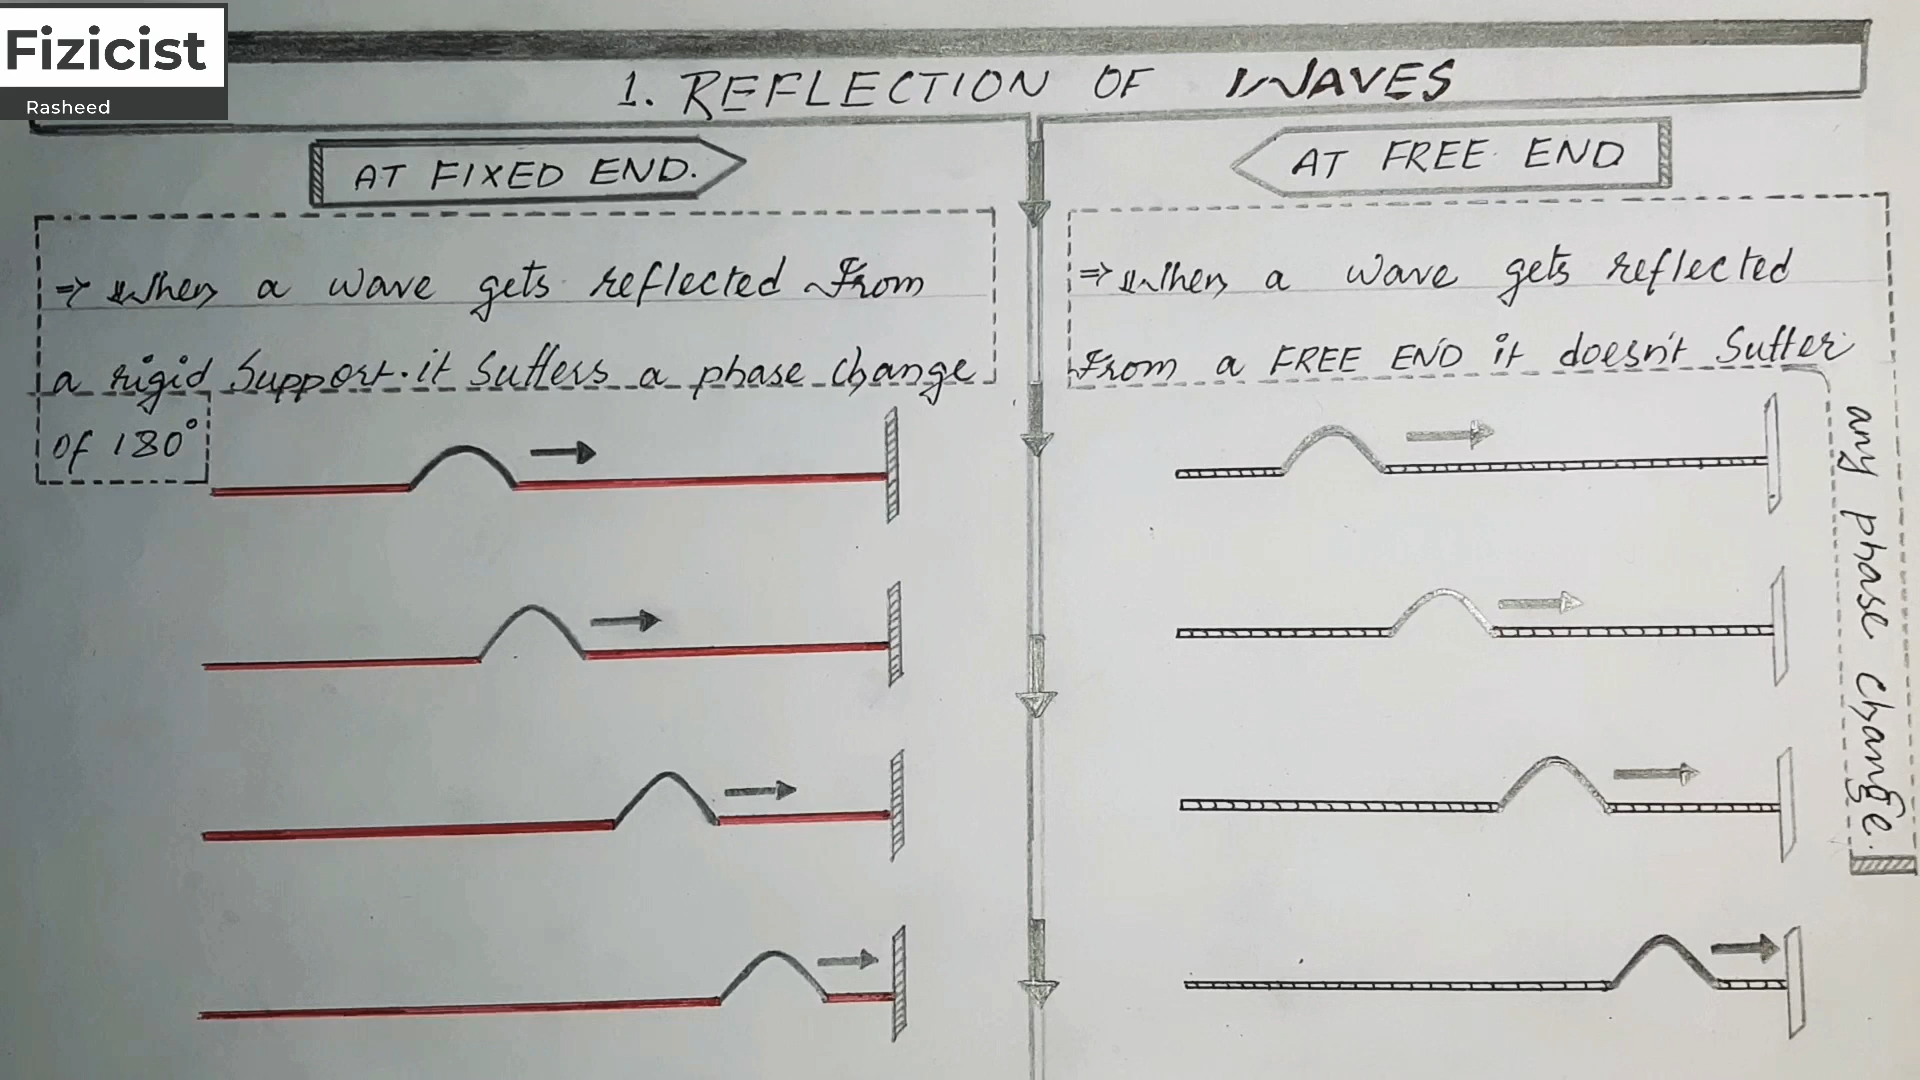 Fizicist
Rasheed
1. REFLECTION OF WAVES
AT FIXED END.
⇒ When a wave gets reflected from
a rigid support. it suffers a phase change
of 180°
AT FREE END
⇒ When a wave gets reflected
from a FREE END it doesn't suffer
any phase change.